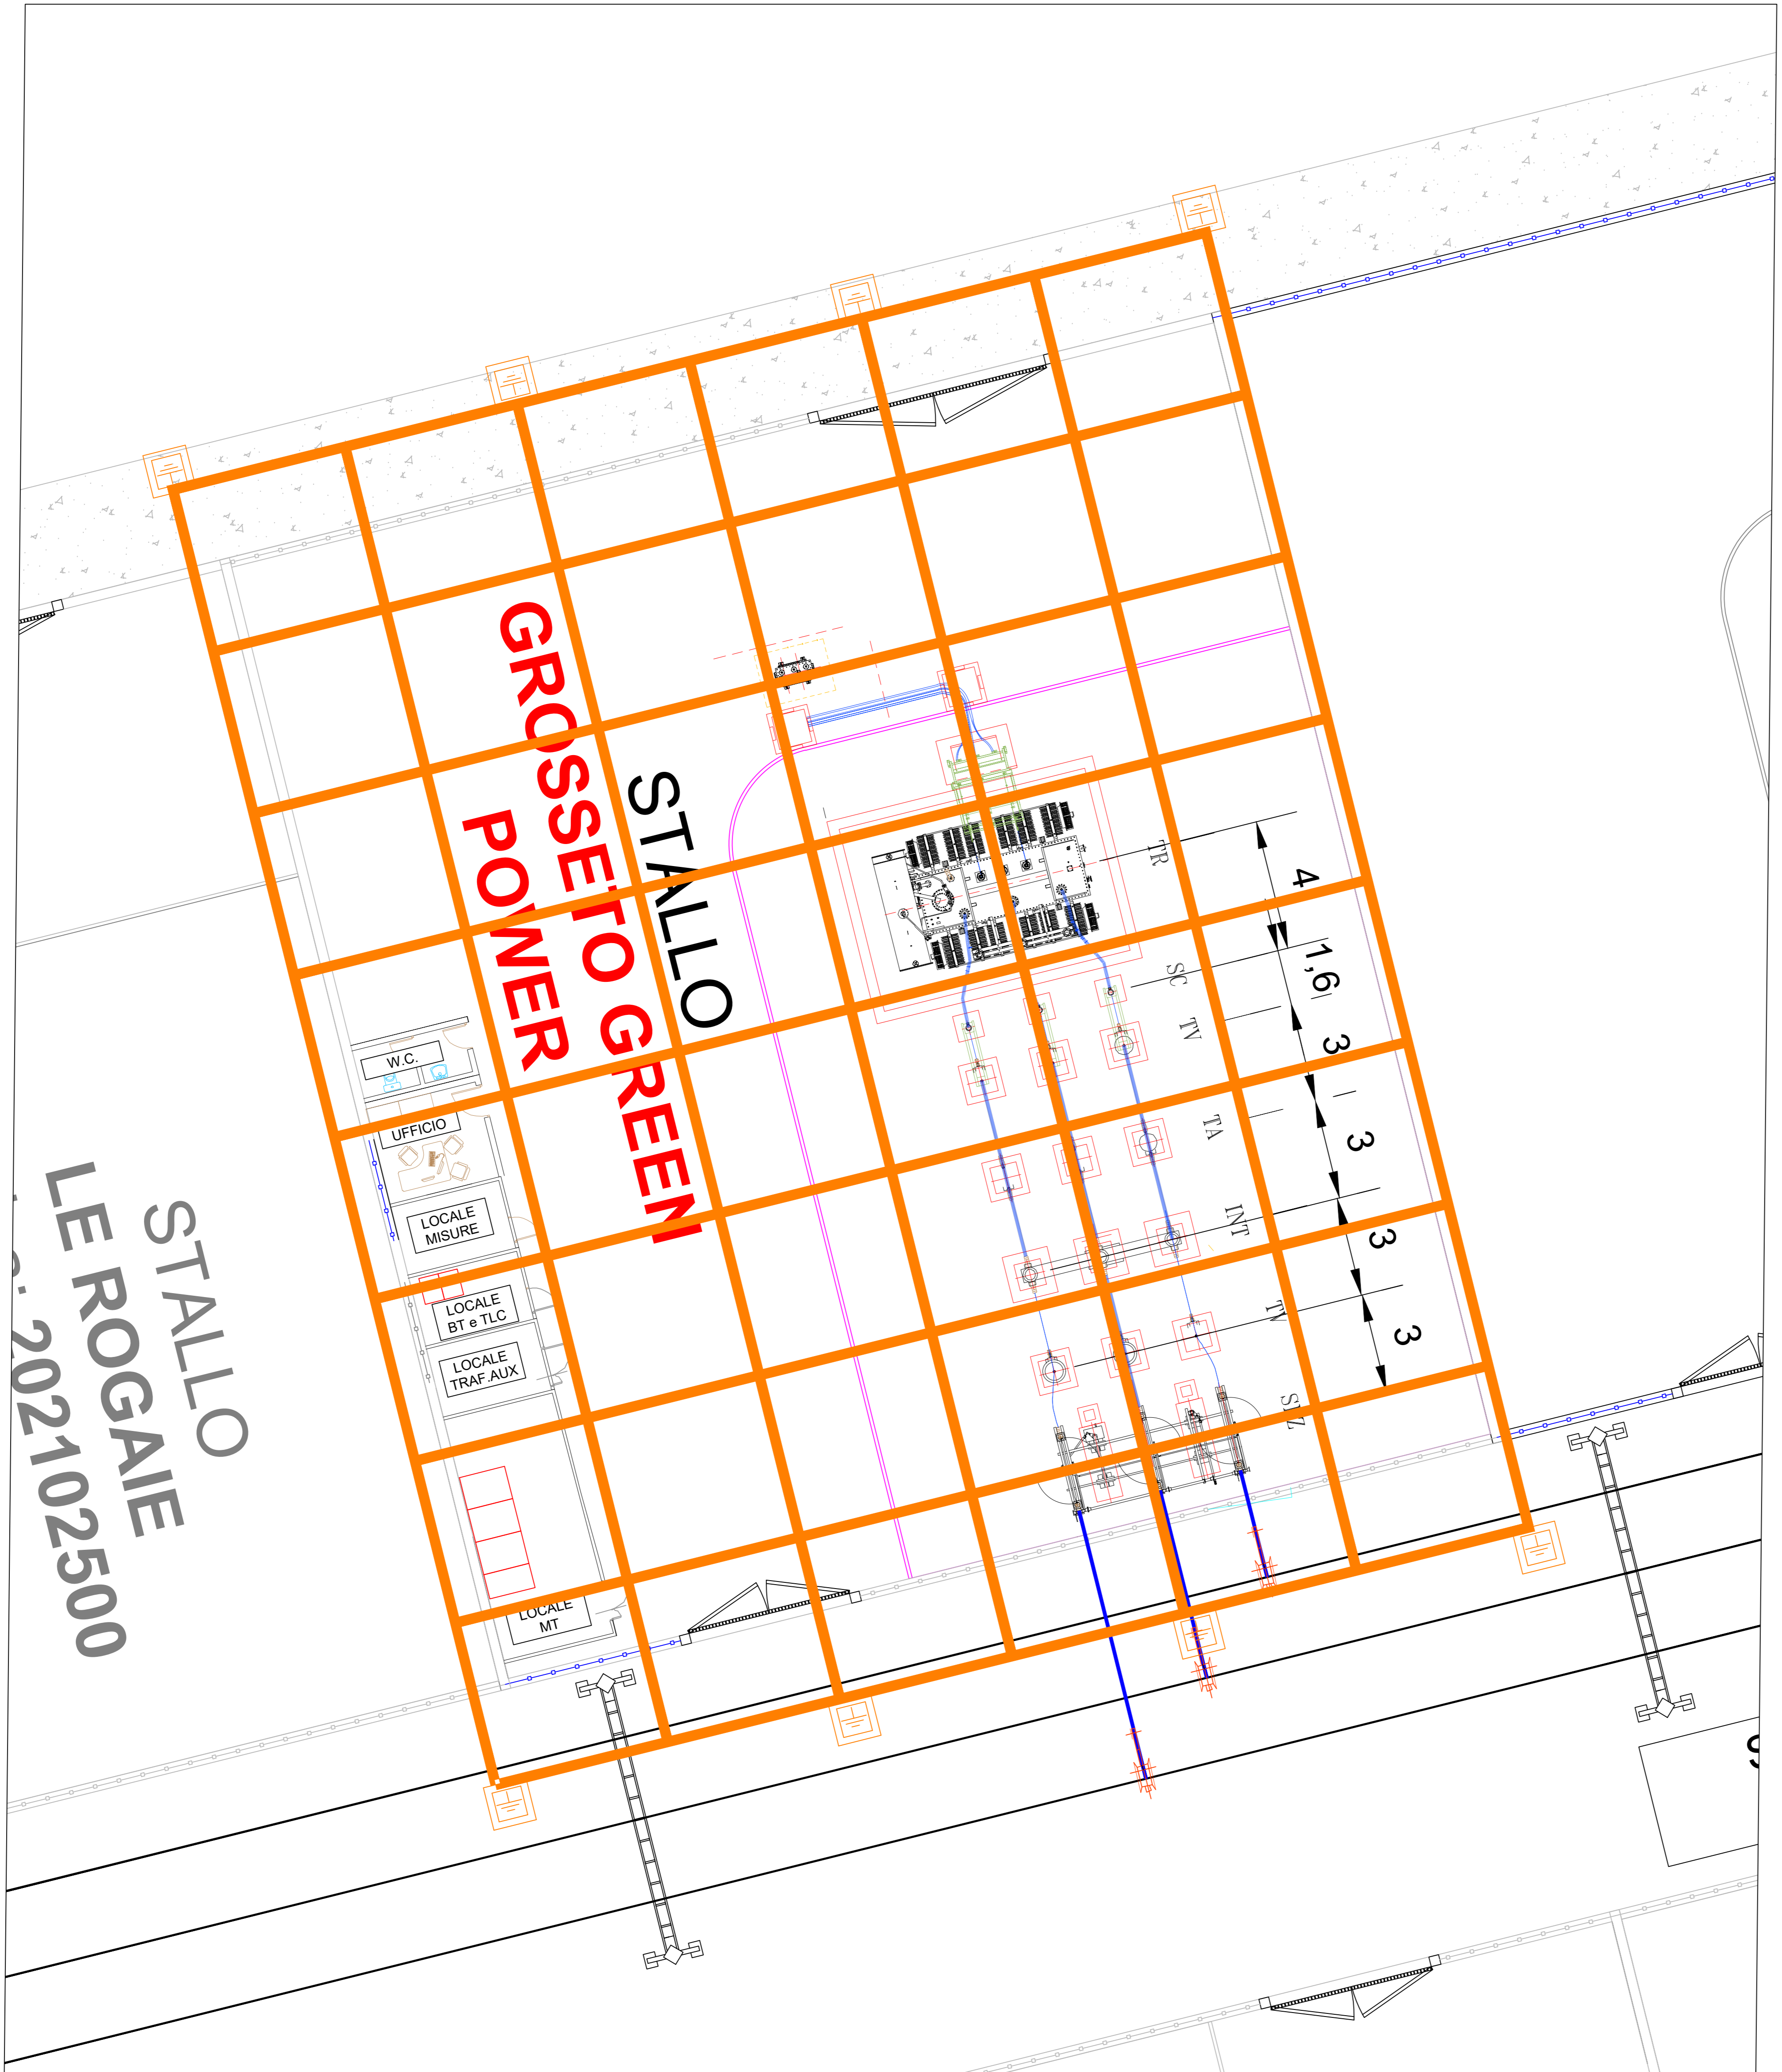 GROSSETO GREEN
POWER
STALLO
TR
4
SC
1,6
TV
3
TA
3
INT
3
TV
3
SEZ
W.C.
UFFICIO
LOCALE
MISURE
LOCALE
BT e TLC
LOCALE
TRAF.AUX
LOCALE
MT
STALLO
LE ROGAIE
202102500